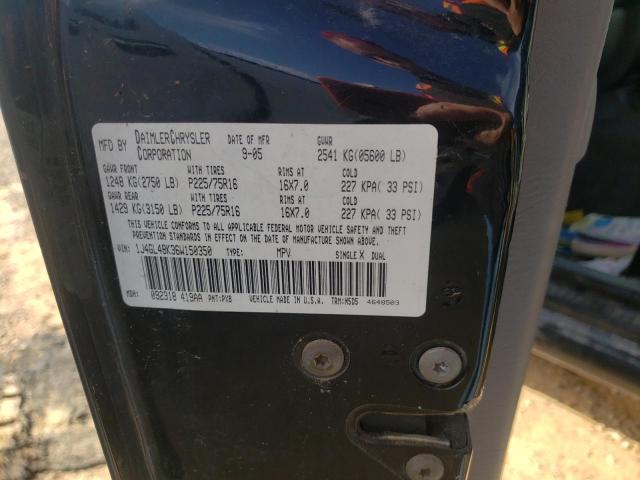 MFD BY DAIMLERCHRYSLER CORPORATION DATE OF MFR 9-05 GVWR 2541 KG(05600 LB)
GAWR FRONT WITH TIRES RIMS AT COLD
1248 KG(2750 LB) P225/75R16 16X7.0 227 KPA( 33 PSI)
GAWR REAR WITH TIRES RIMS AT COLD
1429 KG(3150 LB) P225/75R16 16X7.0 227 KPA( 33 PSI)
THIS VEHICLE CONFORMS TO ALL APPLICABLE FEDERAL MOTOR VEHICLE SAFETY AND THEFT
PREVENTION STANDARDS IN EFFECT ON THE DATE OF MANUFACTURE SHOWN ABOVE.
VIN: 1J4GL48K36W150350 TYPE: MPV SINGLE X DUAL
MDH: 092318 419AA PNT:PX8 VEHICLE MADE IN U.S.A. TRM:M5D5 4648503